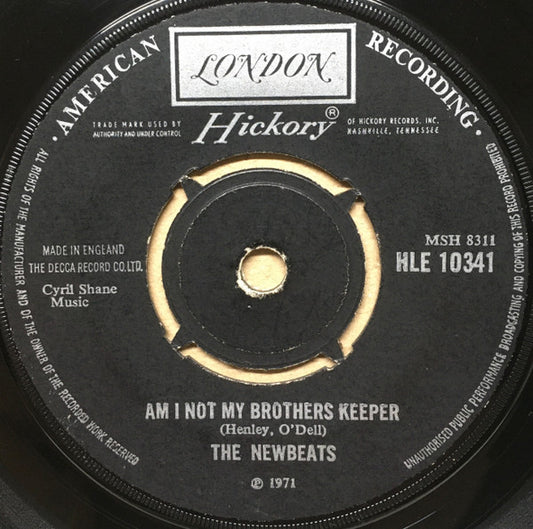 · AMERICAN RECORDING ·
LONDON
TRADE MARK USED BY
AUTHORITY AND UNDER CONTROL
Hickory®
OF HICKORY RECORDS, INC.
NASHVILLE, TENNESSEE
MADE IN ENGLAND
THE DECCA RECORD CO. LTD.
Cyril Shane
Music
MSH 8311
HLE 10341
AM I NOT MY BROTHERS KEEPER
(Henley, O'Dell)
THE NEWBEATS
℗ 1971
ALL RIGHTS OF THE MANUFACTURER AND OF THE OWNER OF THE RECORDED WORK RESERVED
UNAUTHORISED PUBLIC PERFORMANCE BROADCASTING AND COPYING OF THIS RECORD PROHIBITED